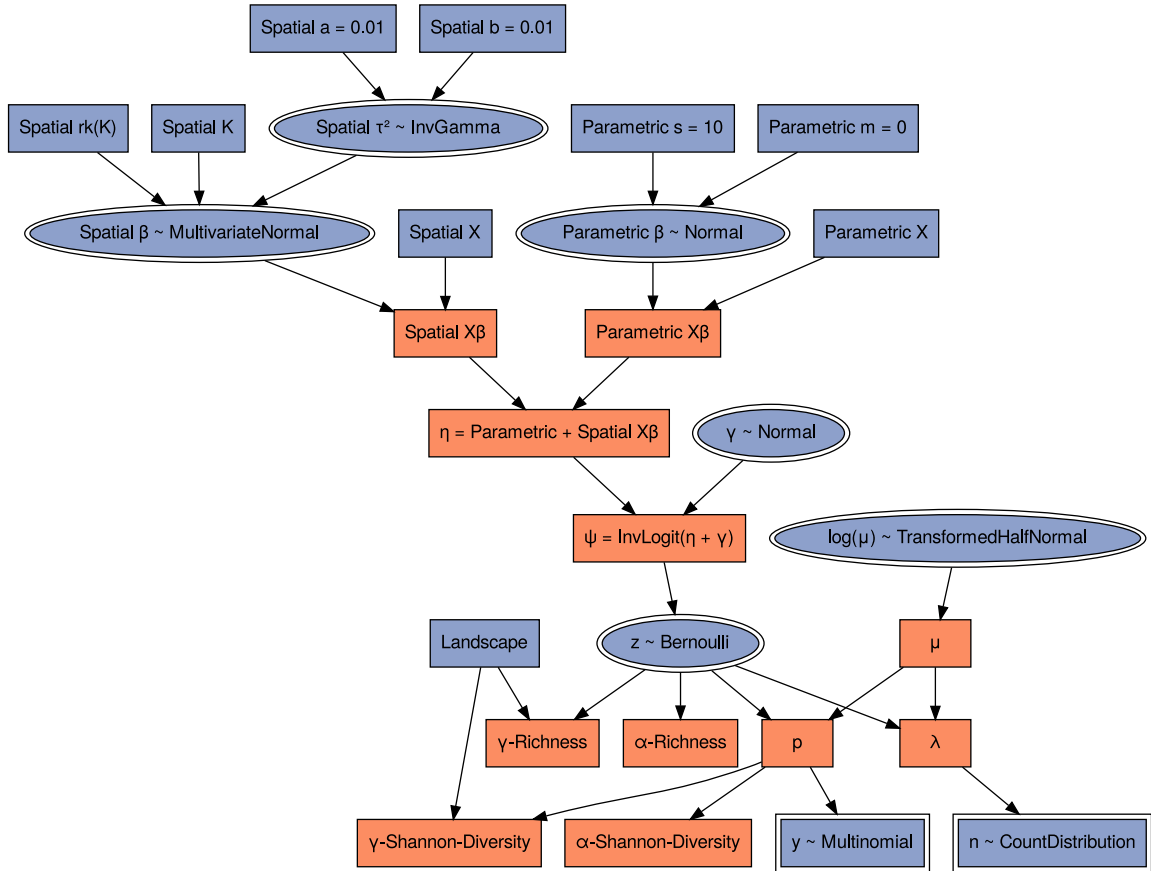 Spatial a = 0.01
Spatial b = 0.01
Spatial rk(K)
Spatial K
Spatial τ² ~ InvGamma
Parametric s = 10
Parametric m = 0
Spatial β ~ MultivariateNormal
Spatial X
Parametric β ~ Normal
Parametric X
Spatial Xβ
Parametric Xβ
η = Parametric + Spatial Xβ
γ ~ Normal
ψ = InvLogit(η + γ)
log(μ) ~ TransformedHalfNormal
Landscape
z ~ Bernoulli
μ
γ-Richness
α-Richness
p
λ
γ-Shannon-Diversity
α-Shannon-Diversity
y ~ Multinomial
n ~ CountDistribution